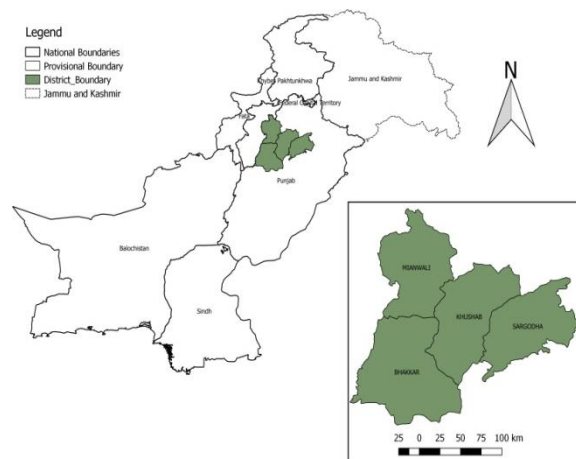 Legend
National Boundaries
Provisional Boundary
District_Boundary
Jammu and Kashmir
N
Khyber Pakhtunkhwa
Jammu and Kashmir
Federal Capital Territory
Fata
Punjab
Balochistan
Sindh
MIANWALI
KHUSHAB
SARGODHA
BHAKKAR
25 0 25 50 75 100 km